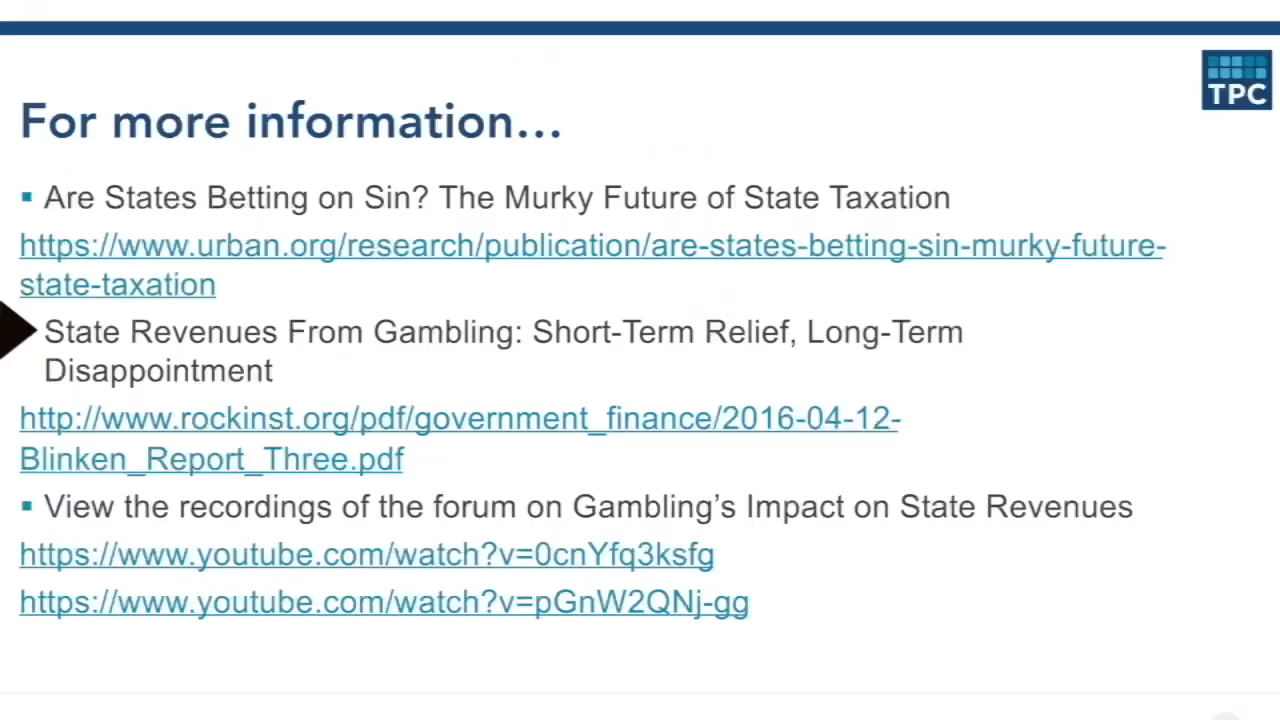 TPC
For more information…
▪ Are States Betting on Sin? The Murky Future of State Taxation
https://www.urban.org/research/publication/are-states-betting-sin-murky-future-
state-taxation
State Revenues From Gambling: Short-Term Relief, Long-Term
Disappointment
http://www.rockinst.org/pdf/government_finance/2016-04-12-
Blinken_Report_Three.pdf
▪ View the recordings of the forum on Gambling’s Impact on State Revenues
https://www.youtube.com/watch?v=0cnYfq3ksfg
https://www.youtube.com/watch?v=pGnW2QNj-gg